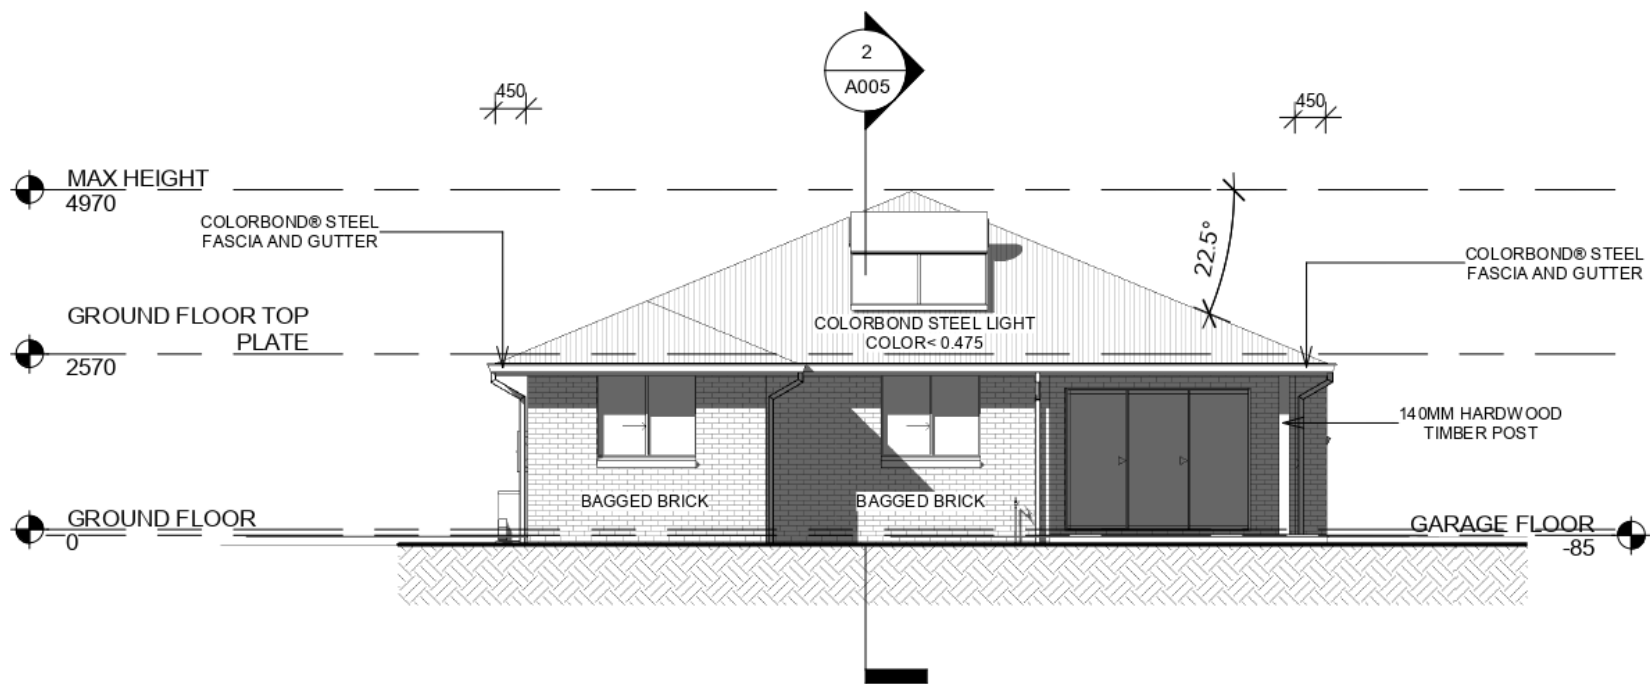 2
A005
450
450
MAX HEIGHT
4970
COLORBOND® STEEL
FASCIA AND GUTTER
22.5°
COLORBOND® STEEL
FASCIA AND GUTTER
GROUND FLOOR TOP
PLATE
2570
COLORBOND STEEL LIGHT
COLOR< 0.475
140MM HARDWOOD
TIMBER POST
BAGGED BRICK
BAGGED BRICK
GROUND FLOOR
0
GARAGE FLOOR
-85